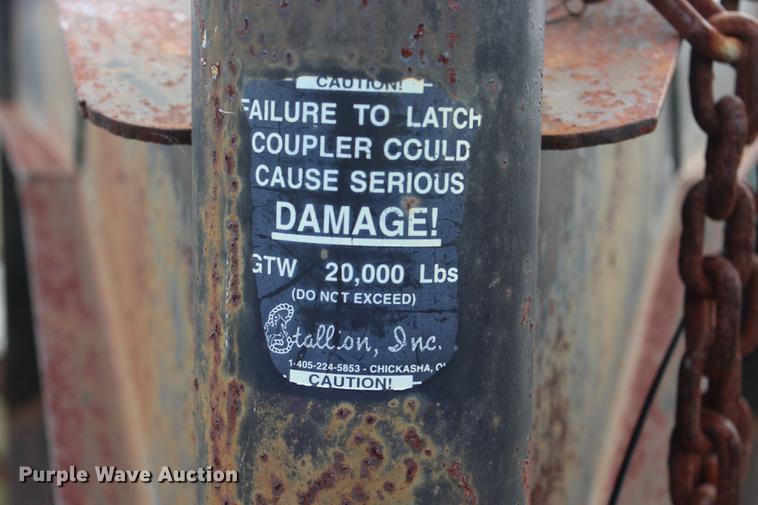 CAUTION!
FAILURE TO LATCH
COUPLER COULD
CAUSE SERIOUS
DAMAGE!
GTW 20,000 Lbs
(DO NOT EXCEED)
Stallion, Inc.
1-405-224-5853 - CHICKASHA, O
CAUTION!
Purple Wave Auction